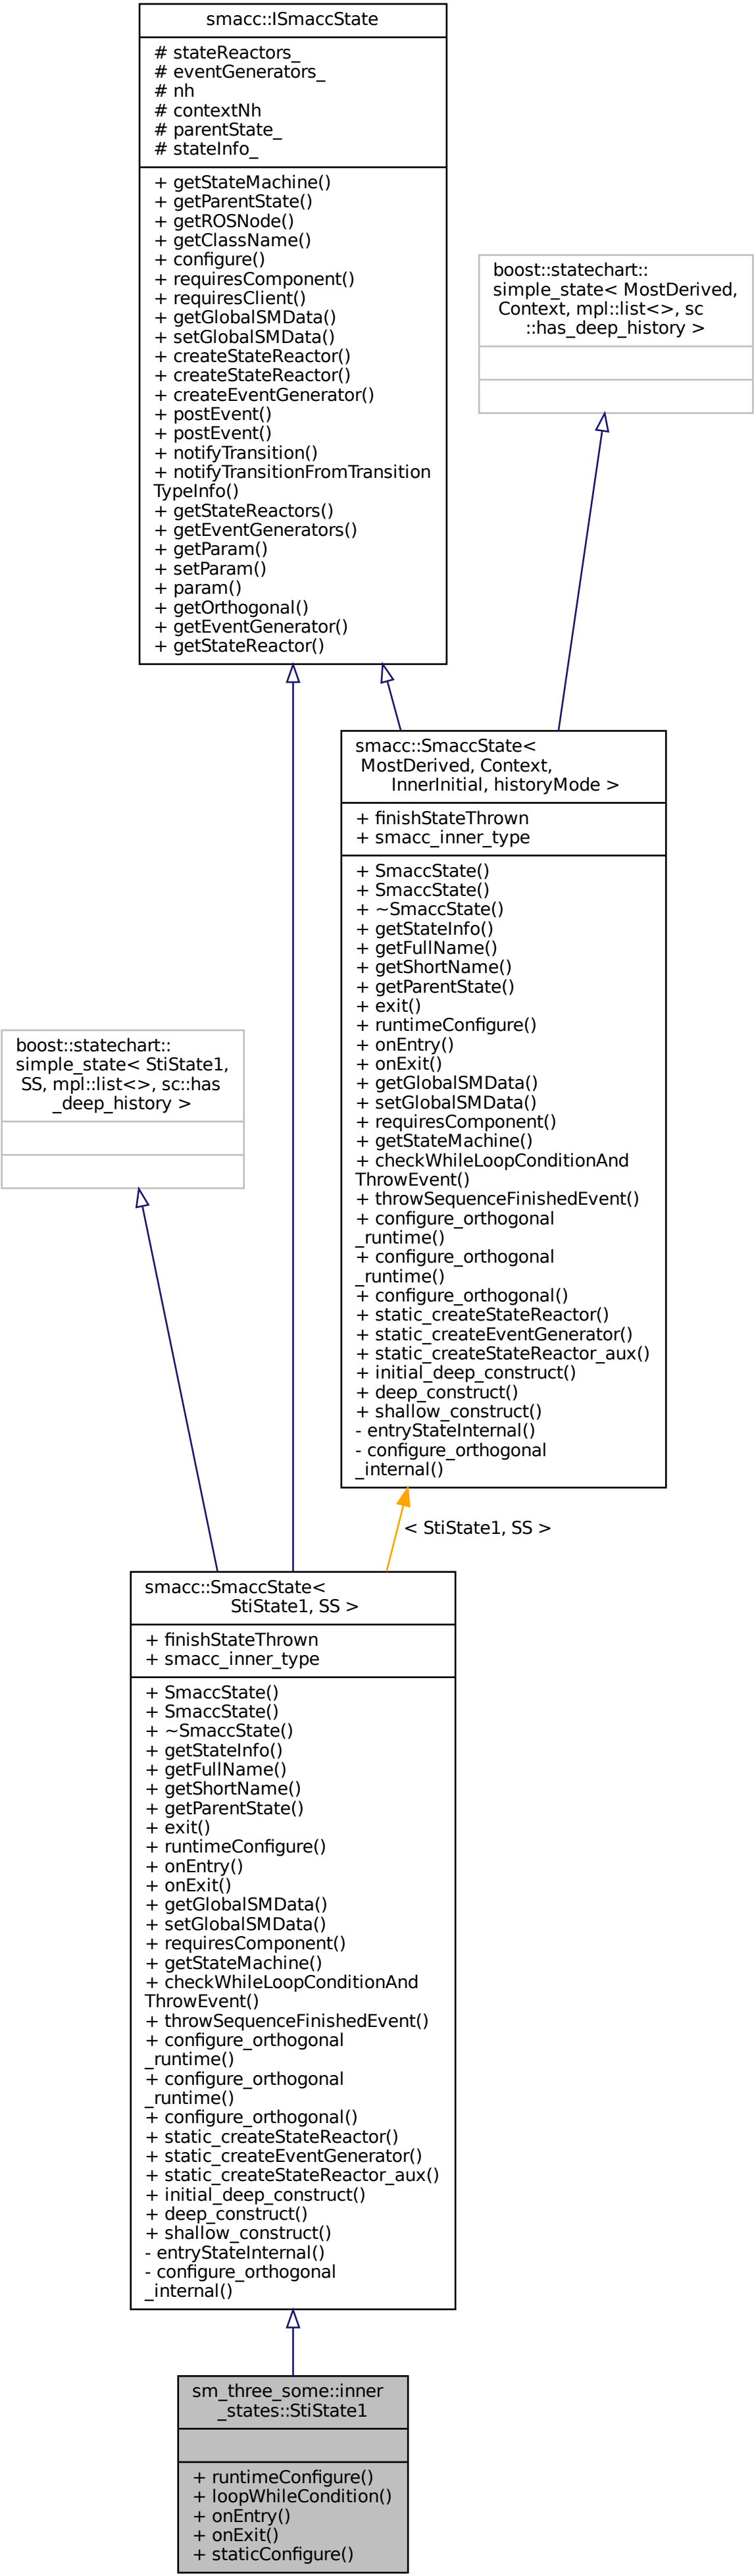 smacc::ISmaccState
# stateReactors_
# eventGenerators_
# nh
# contextNh
# parentState_
# stateInfo_
+ getStateMachine()
+ getParentState()
+ getROSNode()
+ getClassName()
+ configure()
+ requiresComponent()
+ requiresClient()
+ getGlobalSMData()
+ setGlobalSMData()
+ createStateReactor()
+ createStateReactor()
+ createEventGenerator()
+ postEvent()
+ postEvent()
+ notifyTransition()
+ notifyTransitionFromTransition
TypeInfo()
+ getStateReactors()
+ getEventGenerators()
+ getParam()
+ setParam()
+ param()
+ getOrthogonal()
+ getEventGenerator()
+ getStateReactor()
boost::statechart::
simple_state< MostDerived,
Context, mpl::list<>, sc
::has_deep_history >
smacc::SmaccState<
MostDerived, Context,
InnerInitial, historyMode >
+ finishStateThrown
+ smacc_inner_type
+ SmaccState()
+ SmaccState()
+ ~SmaccState()
+ getStateInfo()
+ getFullName()
+ getShortName()
+ getParentState()
+ exit()
+ runtimeConfigure()
+ onEntry()
+ onExit()
+ getGlobalSMData()
+ setGlobalSMData()
+ requiresComponent()
+ getStateMachine()
+ checkWhileLoopConditionAnd
ThrowEvent()
+ throwSequenceFinishedEvent()
+ configure_orthogonal
_runtime()
+ configure_orthogonal
_runtime()
+ configure_orthogonal()
+ static_createStateReactor()
+ static_createEventGenerator()
+ static_createStateReactor_aux()
+ initial_deep_construct()
+ deep_construct()
+ shallow_construct()
- entryStateInternal()
- configure_orthogonal
_internal()
boost::statechart::
simple_state< StiState1,
SS, mpl::list<>, sc::has
_deep_history >
< StiState1, SS >
smacc::SmaccState<
StiState1, SS >
+ finishStateThrown
+ smacc_inner_type
+ SmaccState()
+ SmaccState()
+ ~SmaccState()
+ getStateInfo()
+ getFullName()
+ getShortName()
+ getParentState()
+ exit()
+ runtimeConfigure()
+ onEntry()
+ onExit()
+ getGlobalSMData()
+ setGlobalSMData()
+ requiresComponent()
+ getStateMachine()
+ checkWhileLoopConditionAnd
ThrowEvent()
+ throwSequenceFinishedEvent()
+ configure_orthogonal
_runtime()
+ configure_orthogonal
_runtime()
+ configure_orthogonal()
+ static_createStateReactor()
+ static_createEventGenerator()
+ static_createStateReactor_aux()
+ initial_deep_construct()
+ deep_construct()
+ shallow_construct()
- entryStateInternal()
- configure_orthogonal
_internal()
sm_three_some::inner
_states::StiState1
+ runtimeConfigure()
+ loopWhileCondition()
+ onEntry()
+ onExit()
+ staticConfigure()